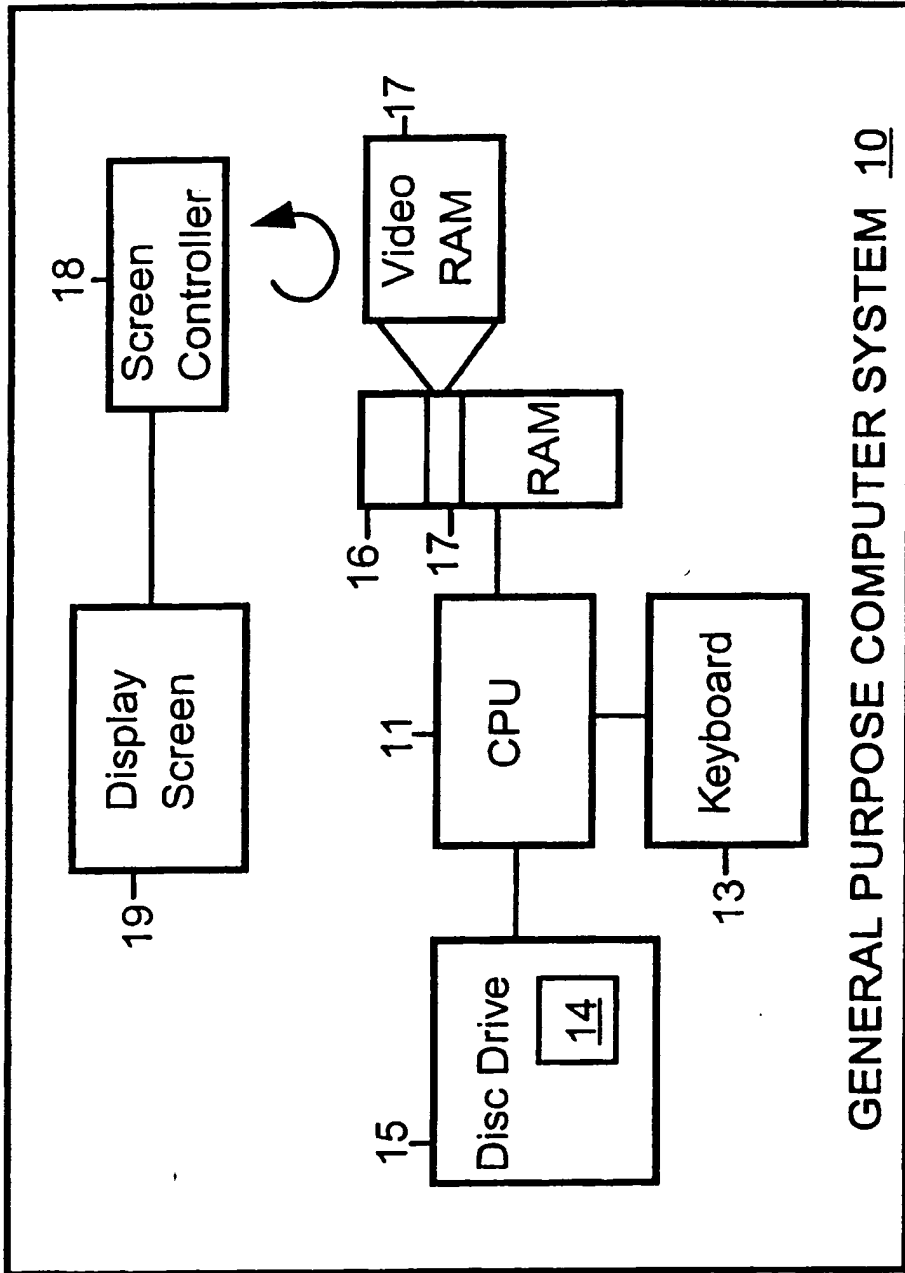 19
Display
Screen
18
Screen
Controller
16
17
RAM
Video
RAM
17
11
CPU
15
Disc Drive
14
13
Keyboard
GENERAL PURPOSE COMPUTER SYSTEM 10